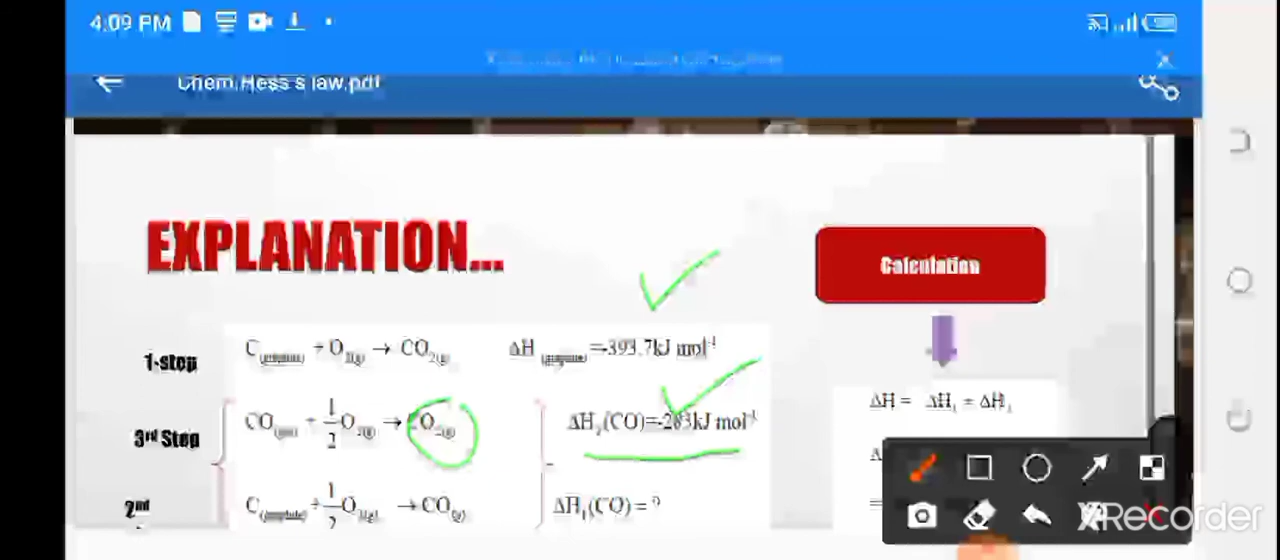 4:09 PM
Chem.Hess's law.pdf
EXPLANATION...
Calculation
1-step C(graphite) + O2(g) → CO2(g) ΔH (graphite) =-393.7kJ mol-1
3rd Step CO(gas) + 1/2 O2(g) → CO2(g) ΔH2(CO)=-283kJ mol-1
2nd C(graphite) + 1/2 O2(g) → CO(g) ΔH1(CO) = ?
ΔH = ΔH1 + ΔH2
=
XRecorder